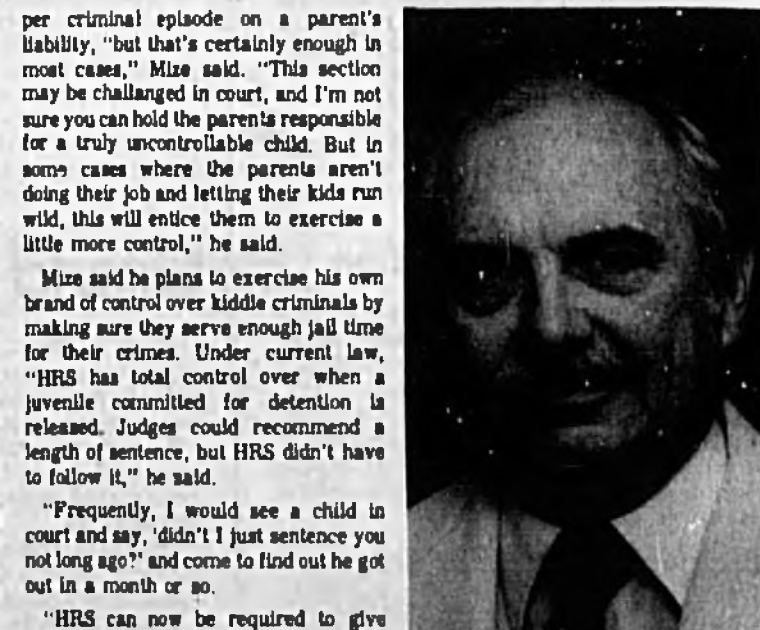 per criminal episode on a parent's
liability, "but that's certainly enough in
most cases," Mize said. "This section
may be challanged in court, and I'm not
sure you can hold the parents responsible
for a truly uncontrollable child. But in
some cases where the parents aren't
doing their job and letting their kids run
wild, this will entice them to exercise a
little more control," he said.
Mize said he plans to exercise his own
brand of control over kiddie criminals by
making sure they serve enough jail time
for their crimes. Under current law,
"HRS has total control over when a
juvenile committed for detention is
released. Judges could recommend a
length of sentence, but HRS didn't have
to follow it," he said.
"Frequently, I would see a child in
court and say, 'didn't I just sentence you
not long ago?' and come to find out he got
out in a month or so.
"HRS can now be required to give